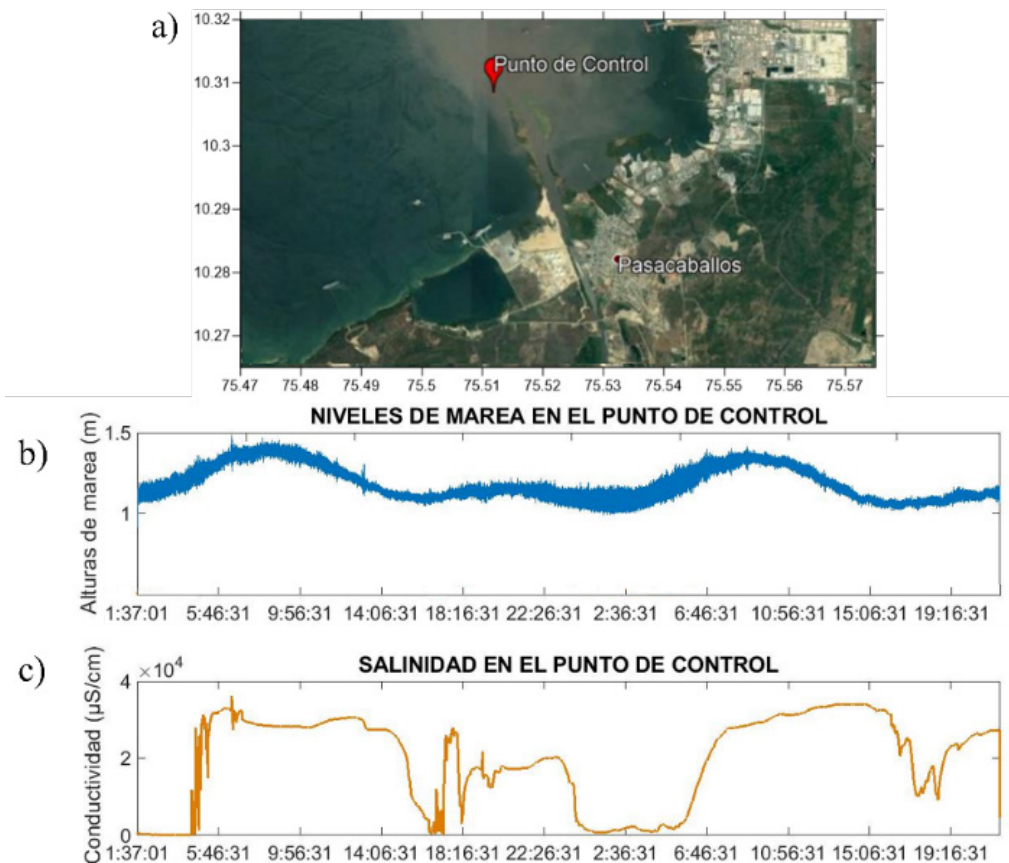 a)
10.32
10.31
10.3
10.29
10.28
10.27
Punto de Control
Pasacaballos
75.47 75.48 75.49 75.5 75.51 75.52 75.53 75.54 75.55 75.56 75.57
NIVELES DE MAREA EN EL PUNTO DE CONTROL
b)
Alturas de marea (m)
1.5
1
1:37:01 5:46:31 9:56:31 14:06:31 18:16:31 22:26:31 2:36:31 6:46:31 10:56:31 15:06:31 19:16:31
SALINIDAD EN EL PUNTO DE CONTROL
c)
Conductividad (µS/cm)
×10⁴
4
2
0
1:37:01 5:46:31 9:56:31 14:06:31 18:16:31 22:26:31 2:36:31 6:46:31 10:56:31 15:06:31 19:16:31